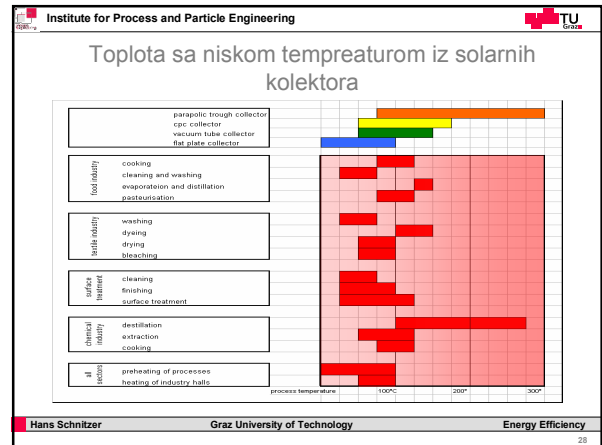 Institute for Process and Particle Engineering
TU
Graz
Toplota sa niskom tempreaturom iz solarnih
kolektora
parapolic trough collector
cpc collector
vacuum tube collector
flat plate collector
food industry
cooking
cleaning and washing
evaporateion and distillation
pasteurisation
textile industry
washing
dyeing
drying
bleaching
surface
treatment
cleaning
finishing
surface treatment
chemical
industry
destillation
extraction
cooking
all
sectors
preheating of processes
heating of industry halls
process temperature 100°C 200° 300°
Hans Schnitzer Graz University of Technology Energy Efficiency
28